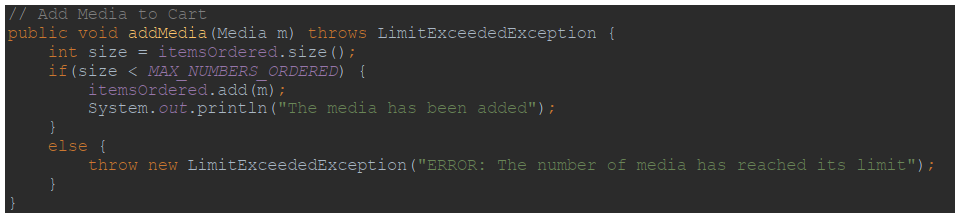 // Add Media to Cart
public void addMedia(Media m) throws LimitExceededException {
    int size = itemsOrdered.size();
    if(size < MAX_NUMBERS_ORDERED) {
        itemsOrdered.add(m);
        System.out.println("The media has been added");
    }
    else {
        throw new LimitExceededException("ERROR: The number of media has reached its limit");
    }
}